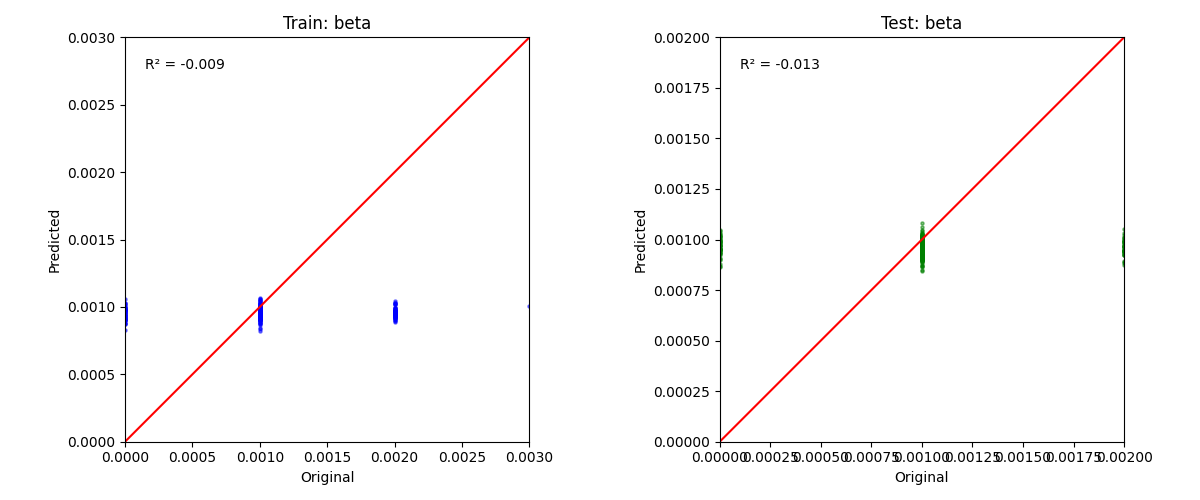 Train: beta
R² = -0.009
0.0030
0.0025
0.0020
0.0015
0.0010
0.0005
0.0000
Predicted
0.0000 0.0005 0.0010 0.0015 0.0020 0.0025 0.0030
Original
Test: beta
R² = -0.013
0.00200
0.00175
0.00150
0.00125
0.00100
0.00075
0.00050
0.00025
0.00000
Predicted
0.00000 0.00025 0.00050 0.00075 0.00100 0.00125 0.00150 0.00175 0.00200
Original